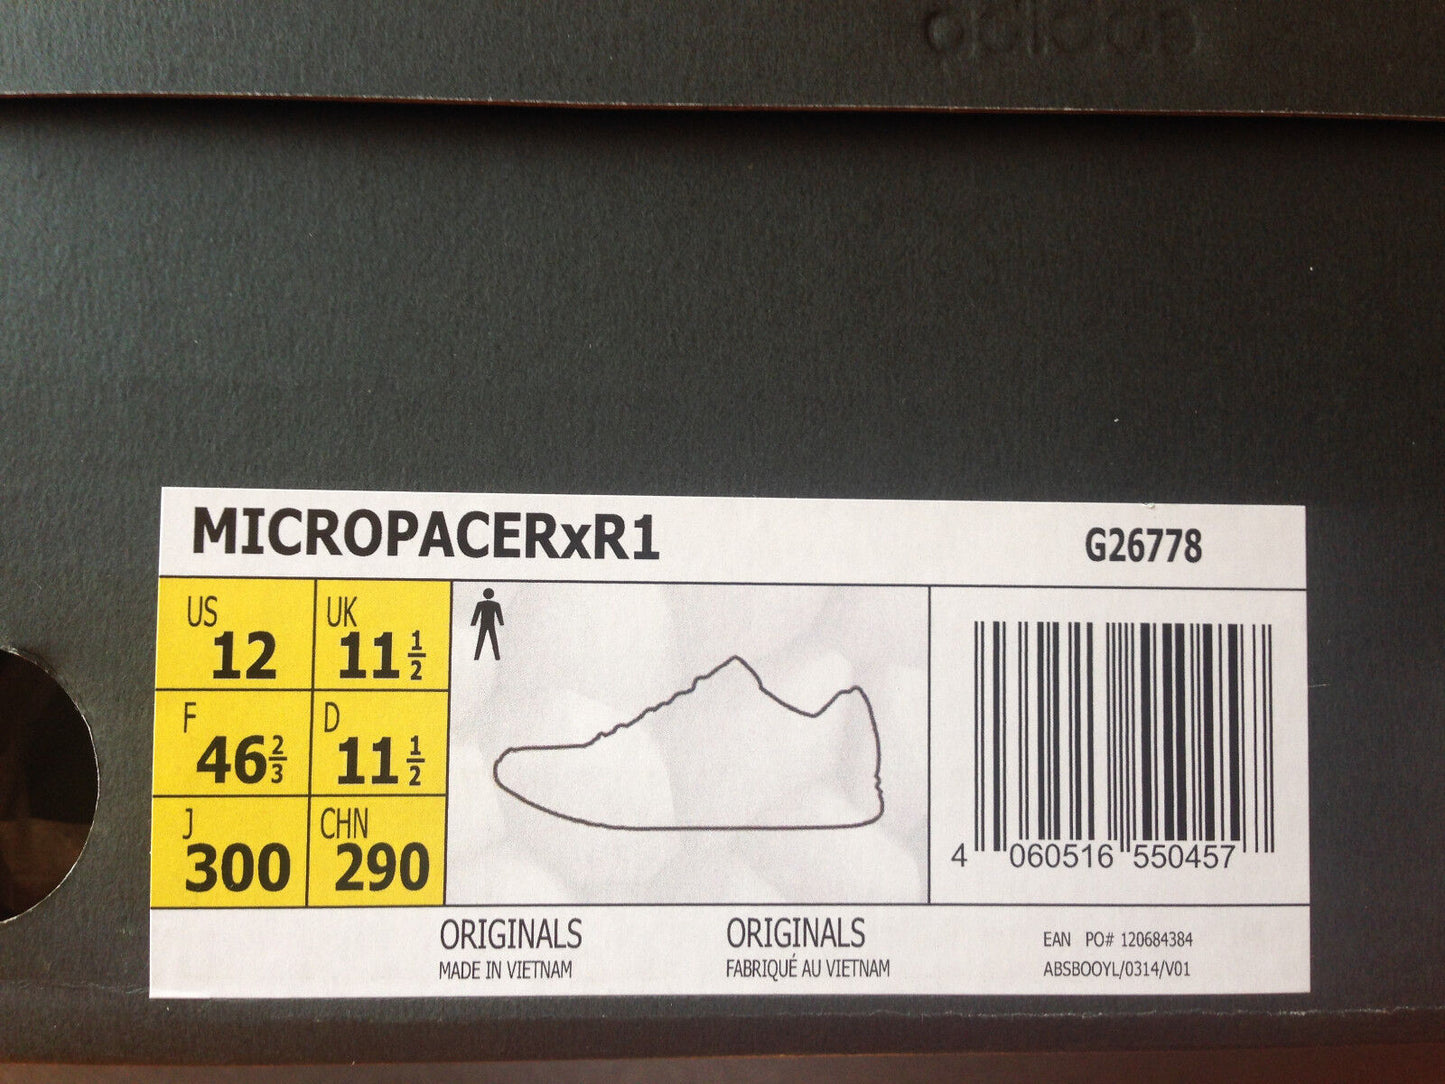 adidas
MICROPACERxR1
G26778
US
12
UK
11 1/2
F
46 2/3
D
11 1/2
J
300
CHN
290
4 060516 550457
ORIGINALS
MADE IN VIETNAM
ORIGINALS
FABRIQUÉ AU VIETNAM
EAN PO# 120684384
ABSBOOYL/0314/V01